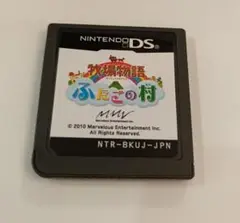 NINTENDO DS
牧場物語
ふたごの村
© 2010 Marvelous Entertainment Inc.
All Rights Reserved.
NTR-BKUJ-JPN